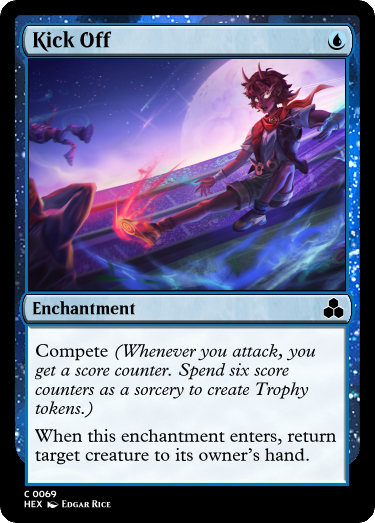 Kick Off
Enchantment
Compete (Whenever you attack, you
get a score counter. Spend six score
counters as a sorcery to create Trophy
tokens.)
When this enchantment enters, return
target creature to its owner's hand.
C 0069
HEX Edgar Rice